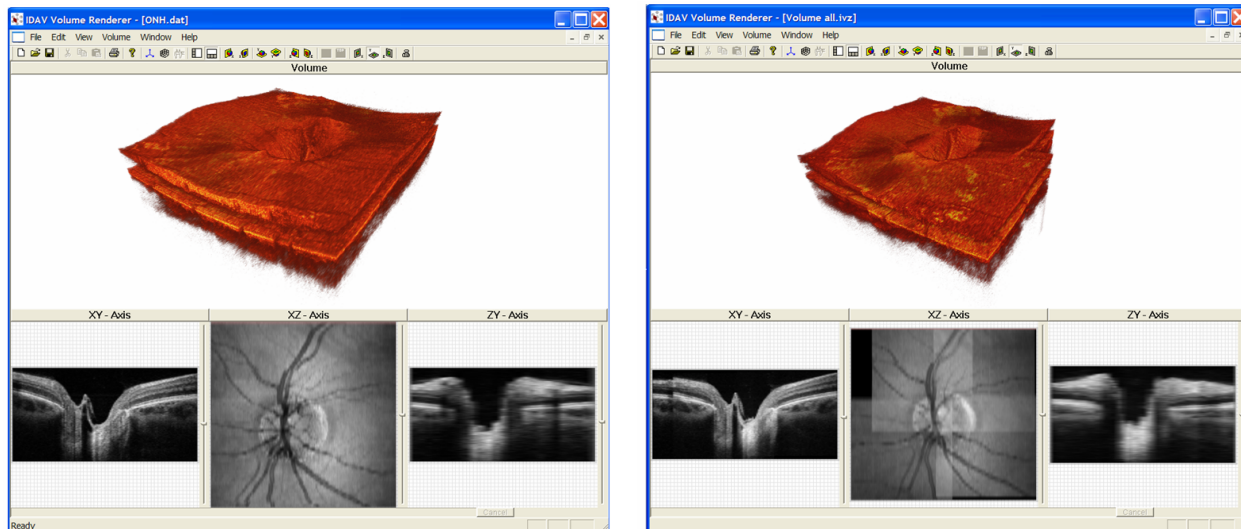 IDAV Volume Renderer - [ONH.dat]
File Edit View Volume Window Help
Volume
XY - Axis XZ - Axis ZY - Axis
Cancel
Ready
IDAV Volume Renderer - [Volume all.ivz]
File Edit View Volume Window Help
Volume
XY - Axis XZ - Axis ZY - Axis
Cancel